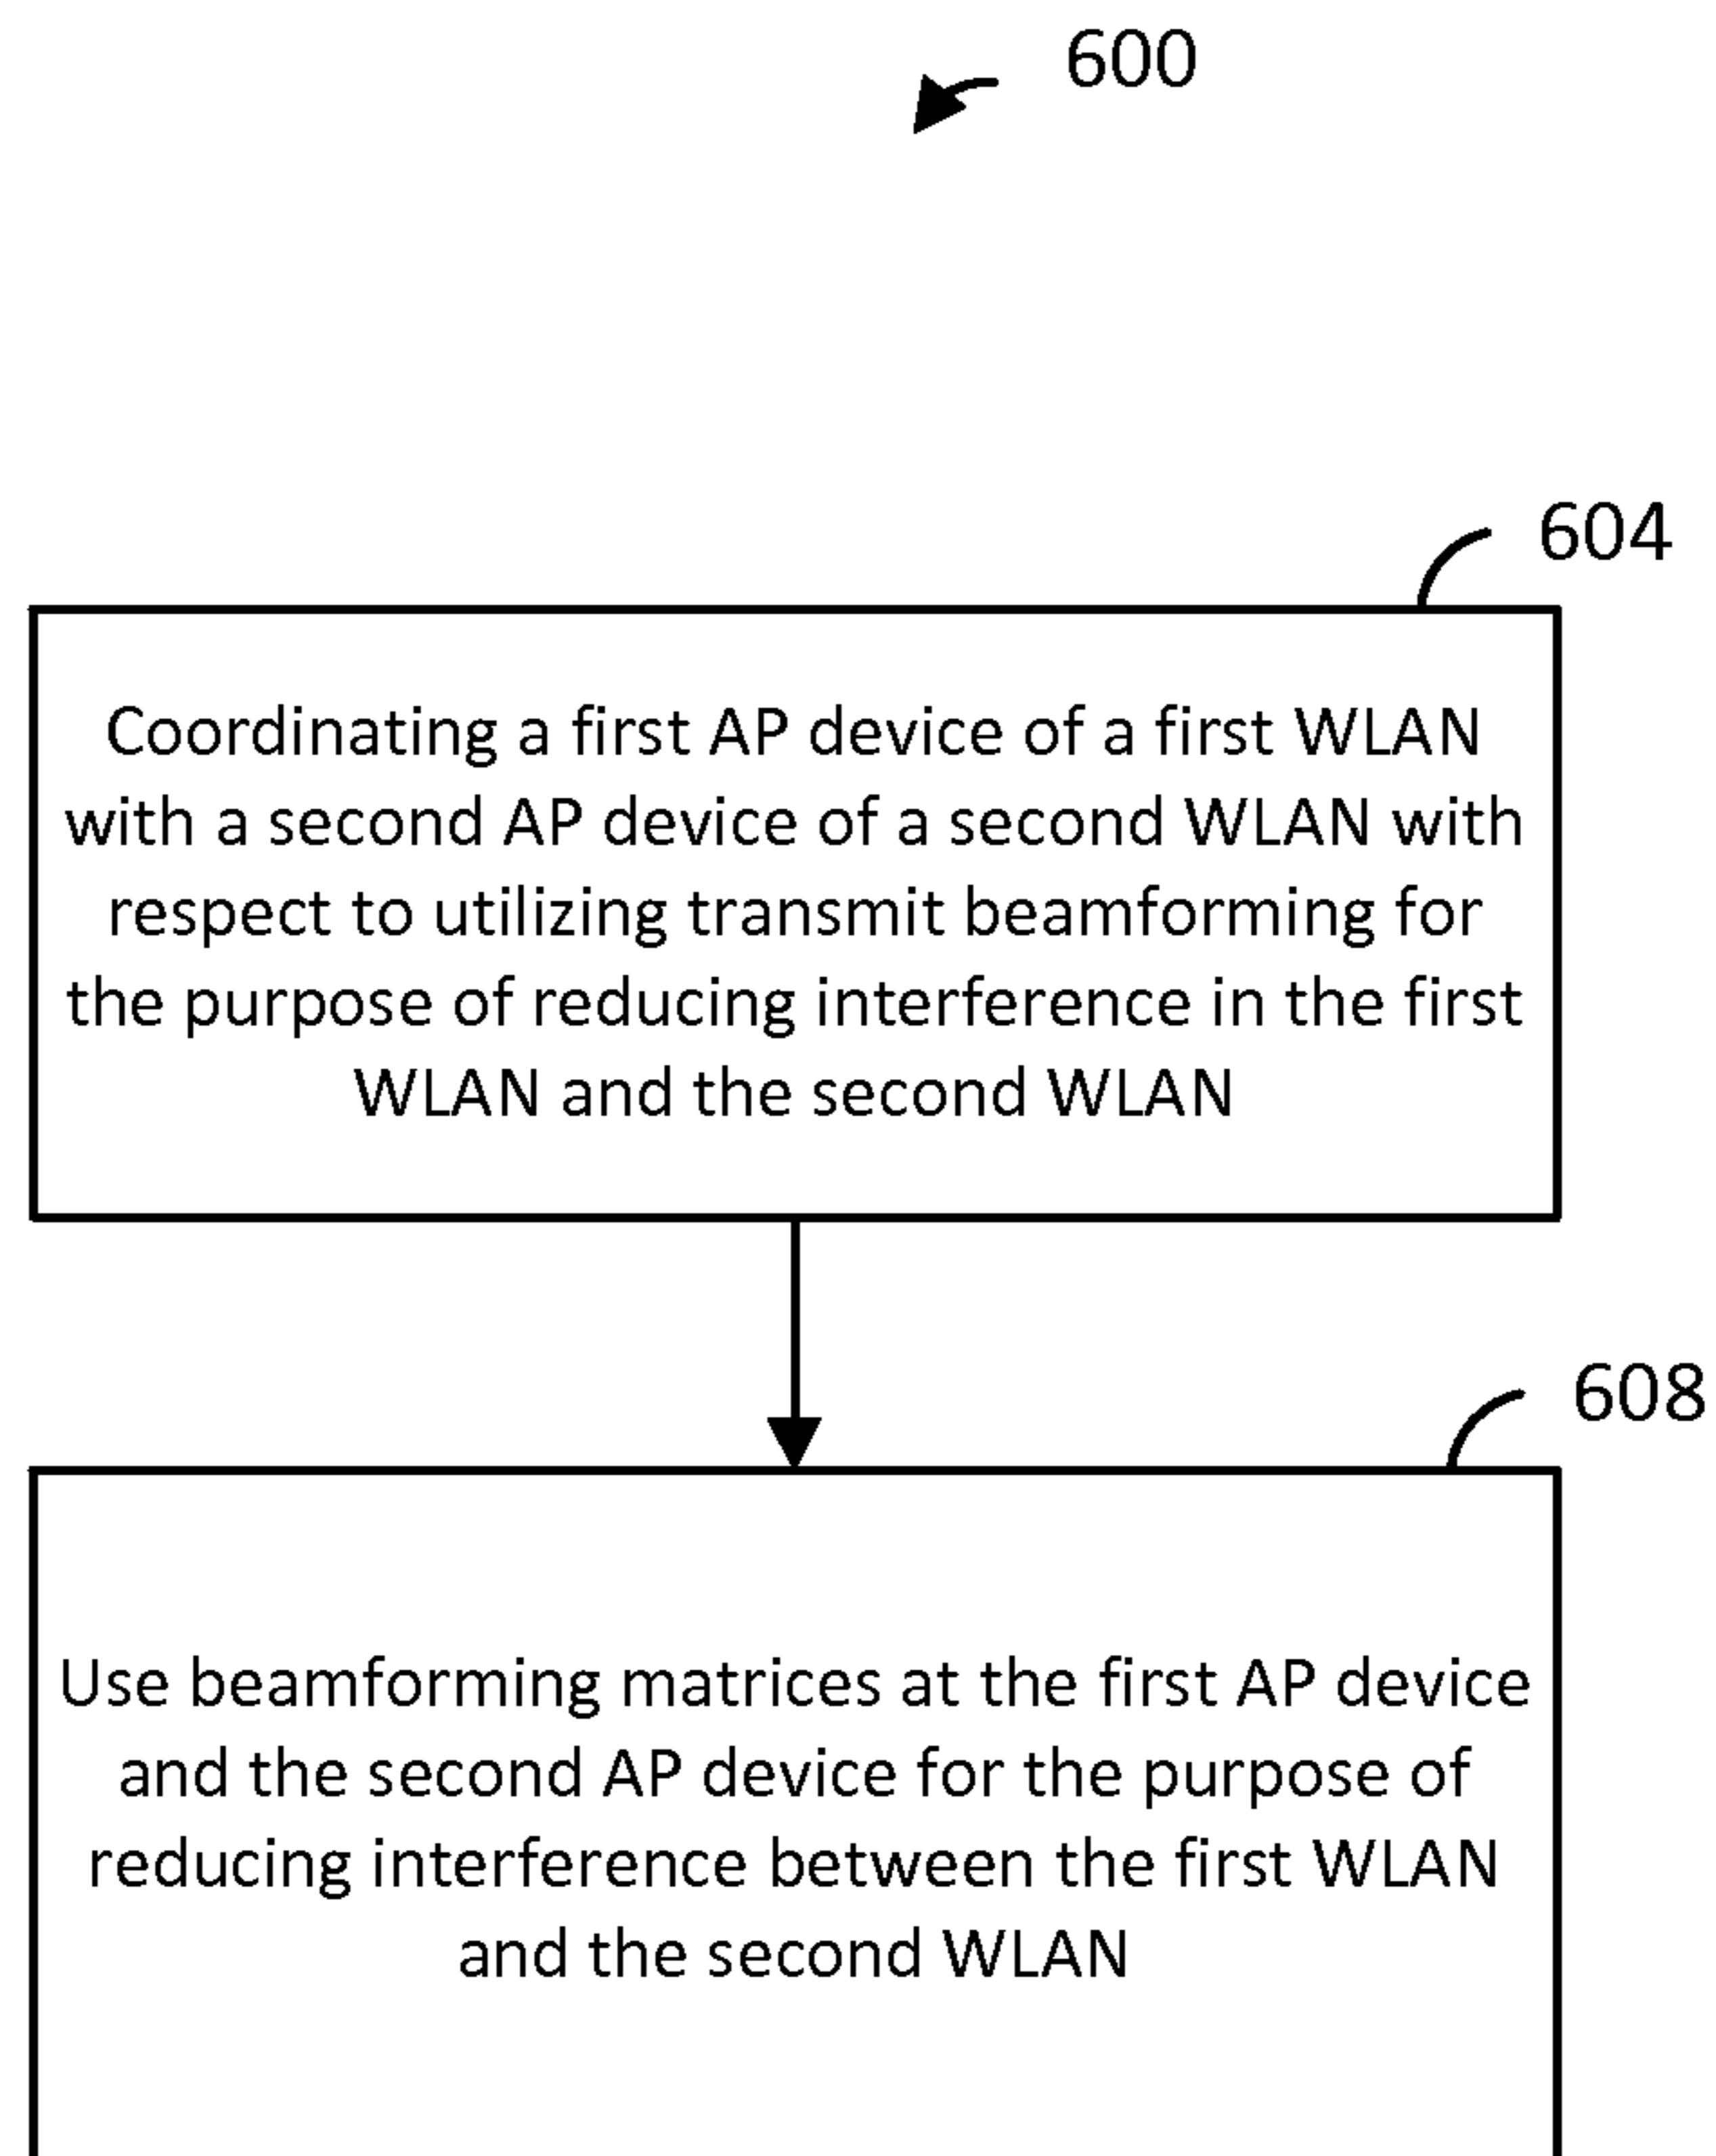 600
604
Coordinating a first AP device of a first WLAN
with a second AP device of a second WLAN with
respect to utilizing transmit beamforming for
the purpose of reducing interference in the first
WLAN and the second WLAN
608
Use beamforming matrices at the first AP device
and the second AP device for the purpose of
reducing interference between the first WLAN
and the second WLAN